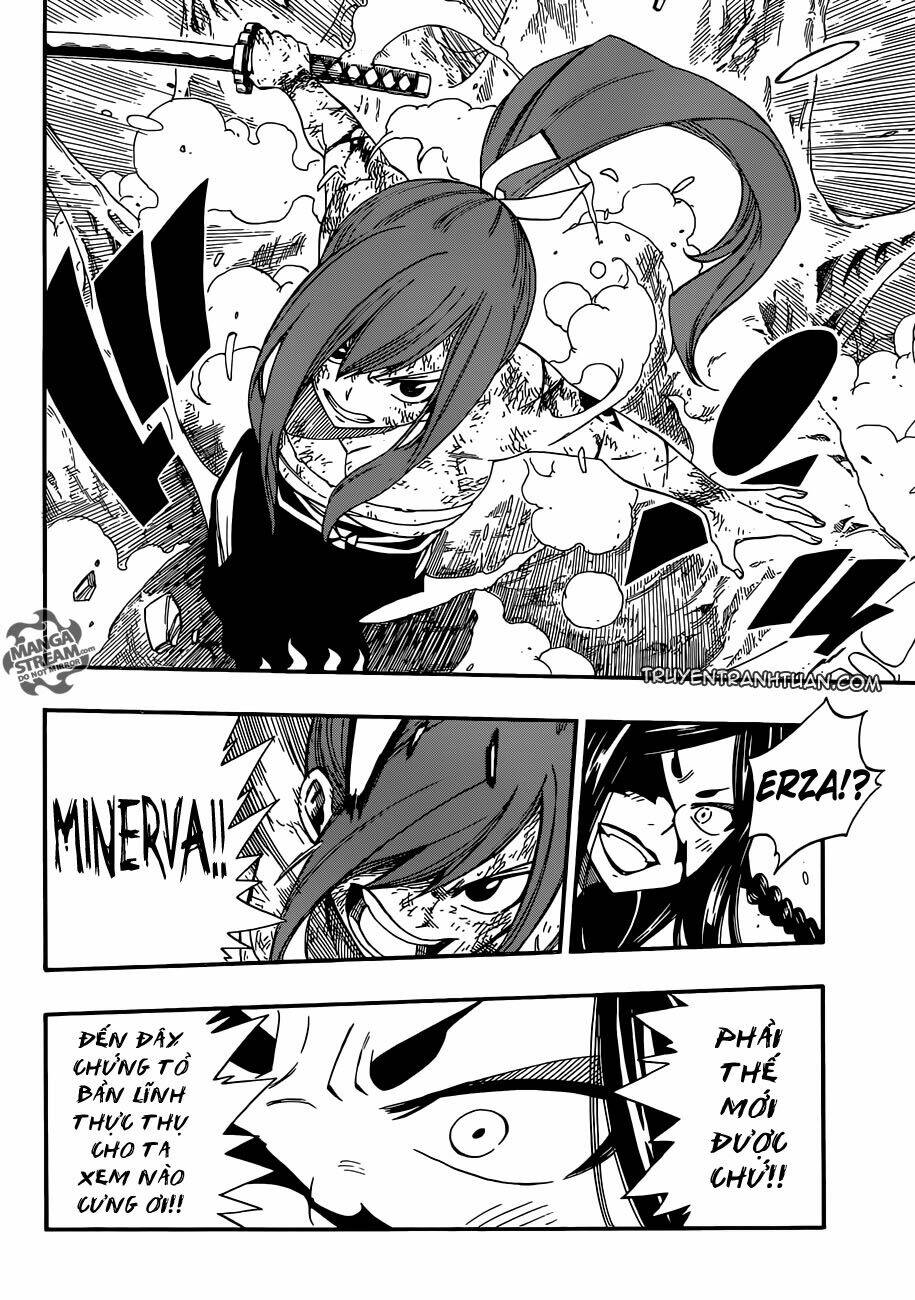 MANGA
STREAM.com
DO NOT MIRROR
TRUYENTRANHTUAN.COM
ERZA!?
MINERVA!!
PHẢI
THẾ
MỚI
ĐƯỢC
CHỨ!!
ĐẾN ĐÂY
CHỨNG TỎ
BẢN LĨNH
THỰC THỤ
CHO TA
XEM NÀO
CƯNG ƠI!!